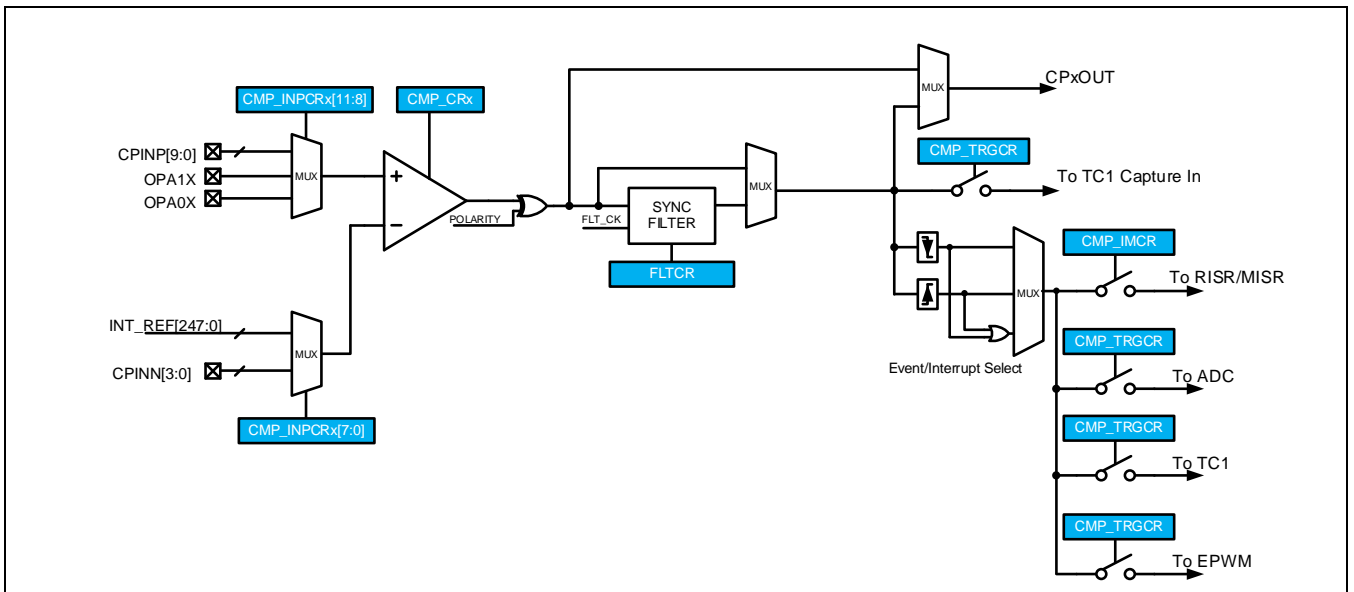 CPxOUT
MUX
CMP_INPCRx[11:8]
CMP_CRx
CPINP[9:0]
OPA1X
OPA0X
MUX
+
−
POLARITY
FLT_CK
SYNC
FILTER
FLTCR
MUX
CMP_TRGCR
To TC1 Capture In
INT_REF[247:0]
CPINN[3:0]
MUX
CMP_INPCRx[7:0]
MUX
Event/Interrupt Select
CMP_IMCR
To RISR/MISR
CMP_TRGCR
To ADC
CMP_TRGCR
To TC1
CMP_TRGCR
To EPWM